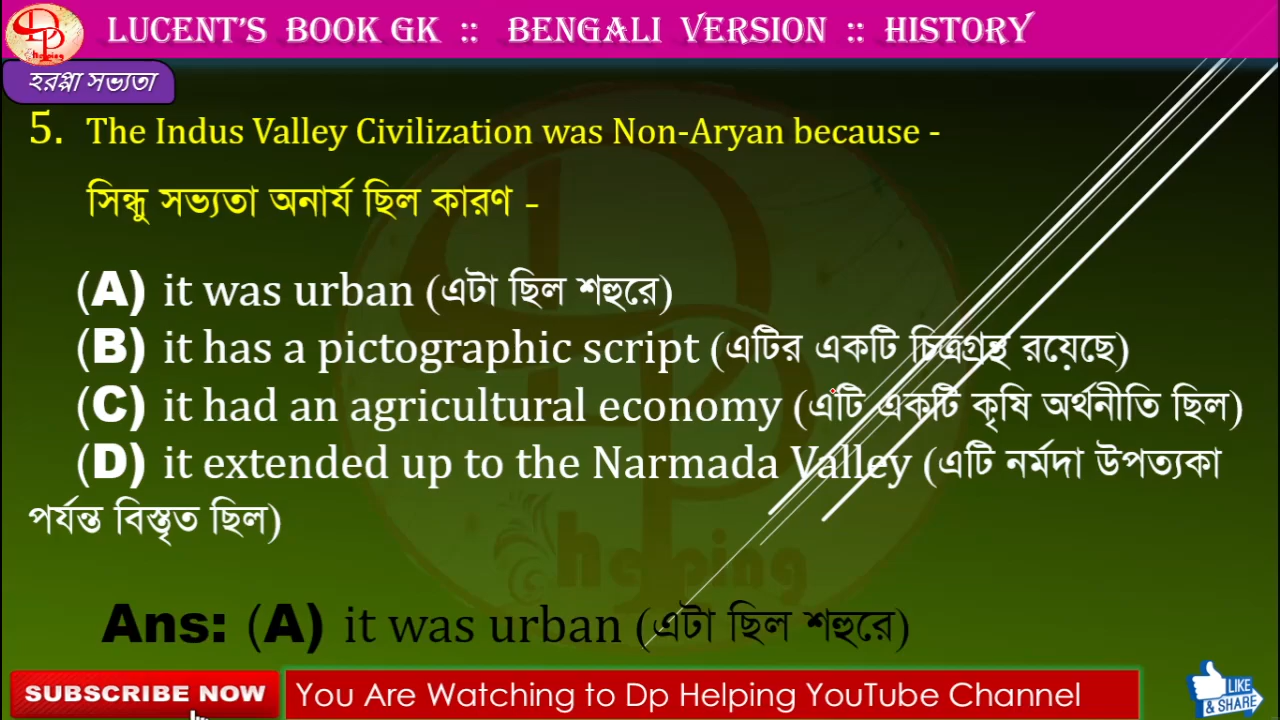 LUCENT'S BOOK GK :: BENGALI VERSION :: HISTORY
DP
helping
হরপ্পা সভ্যতা
5. The Indus Valley Civilization was Non-Aryan because -
সিন্ধু সভ্যতা অনার্য ছিল কারণ -
(A) it was urban (এটা ছিল শহুরে)
(B) it has a pictographic script (এটির একটি চিত্রগ্রন্থ রয়েছে)
(C) it had an agricultural economy (এটি একটি কৃষি অর্থনীতি ছিল)
(D) it extended up to the Narmada Valley (এটি নর্মদা উপত্যকা
পর্যন্ত বিস্তৃত ছিল)
helping
Ans: (A) it was urban (এটা ছিল শহুরে)
SUBSCRIBE NOW You Are Watching to Dp Helping YouTube Channel
LIKE
& SHARE